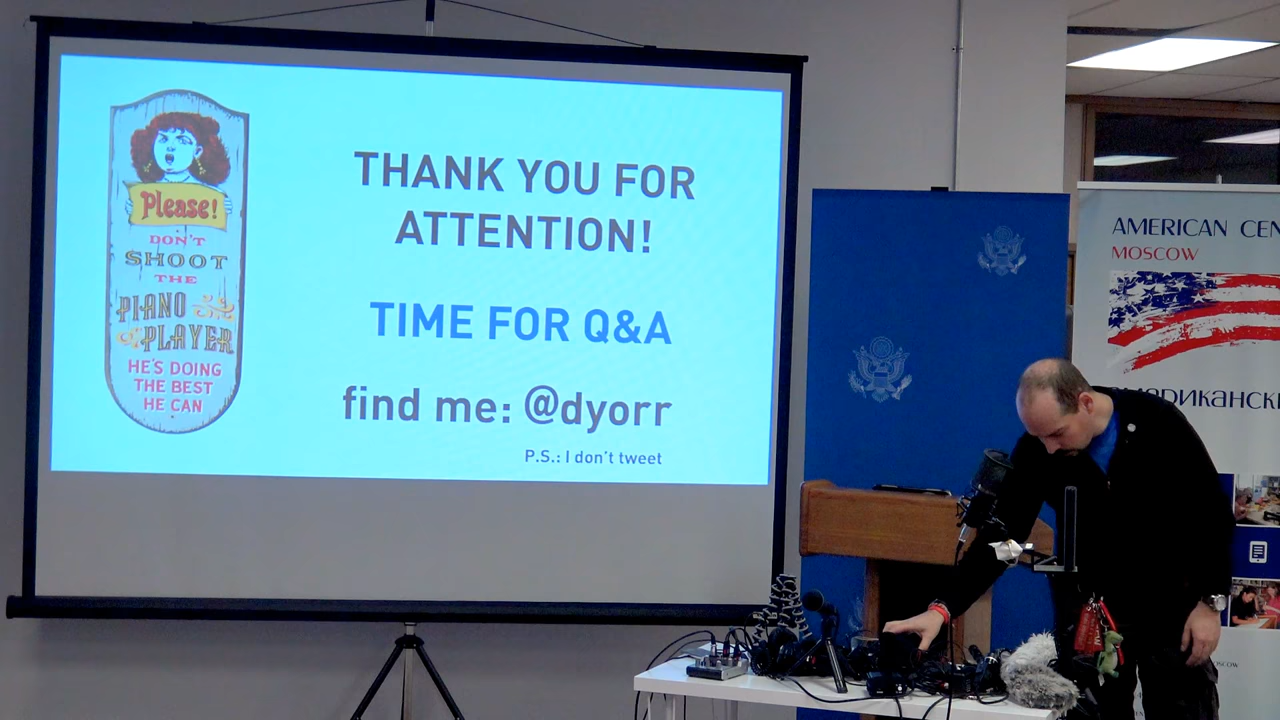 Please!
DON'T
SHOOT
THE
PIANO
PLAYER
HE'S DOING
THE BEST
HE CAN
THANK YOU FOR
ATTENTION!
TIME FOR Q&A
find me: @dyorr
P.S.: I don't tweet
AMERICAN CEN
MOSCOW
американски